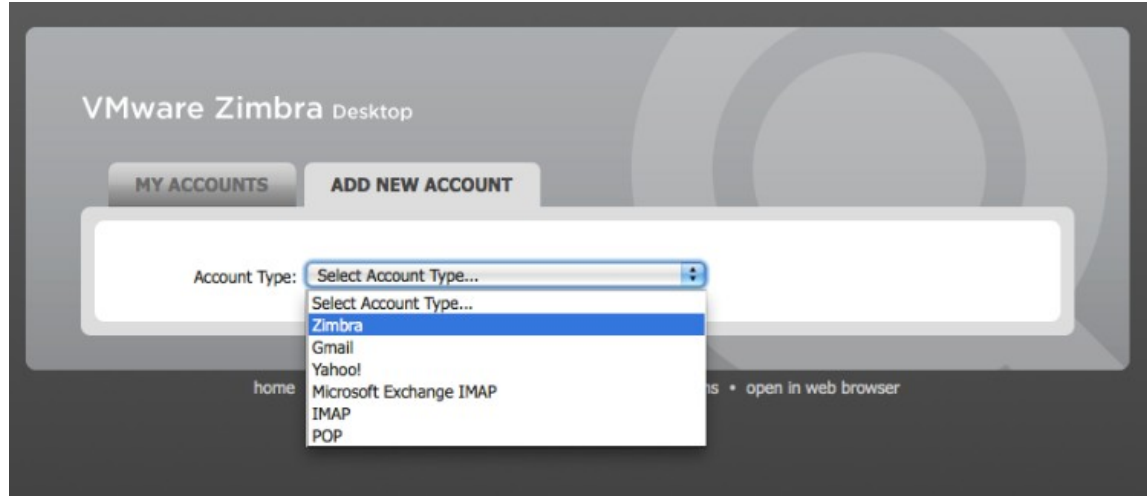 VMware Zimbra Desktop
MY ACCOUNTS ADD NEW ACCOUNT
Account Type: Select Account Type...
Select Account Type...
Zimbra
Gmail
Yahoo!
Microsoft Exchange IMAP
IMAP
POP
home • open in web browser